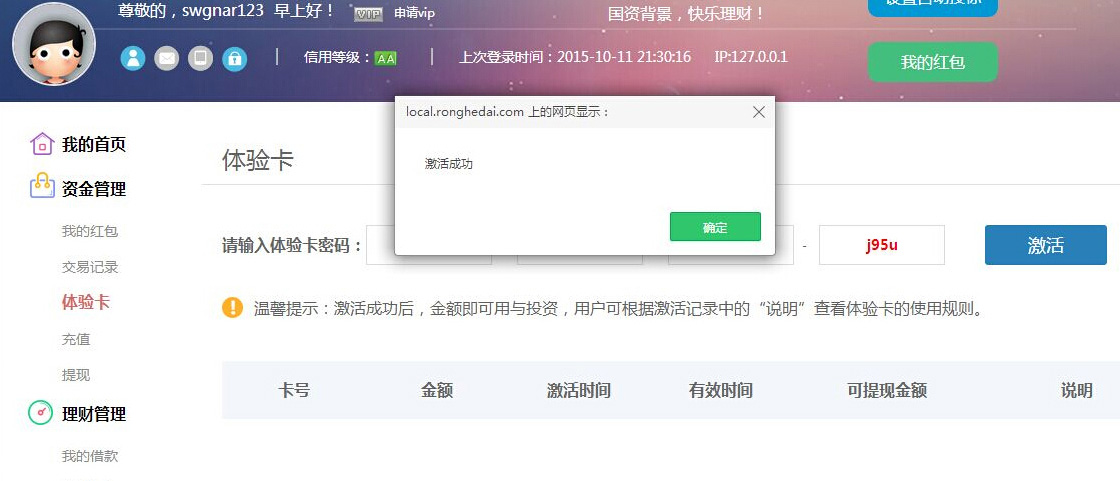 尊敬的，swgnar123 早上好！ VIP 申请vip
国资背景，快乐理财！
信用等级：AA 上次登录时间：2015-10-11 21:30:16 IP:127.0.0.1
我的红包
local.ronghedai.com 上的网页显示：
激活成功
确定
我的首页
资金管理
我的红包
交易记录
体验卡
充值
提现
理财管理
我的借款
体验卡
请输入体验卡密码：
- j95u
激活
温馨提示：激活成功后，金额即可用与投资，用户可根据激活记录中的“说明”查看体验卡的使用规则。
卡号 金额 激活时间 有效时间 可提现金额 说明